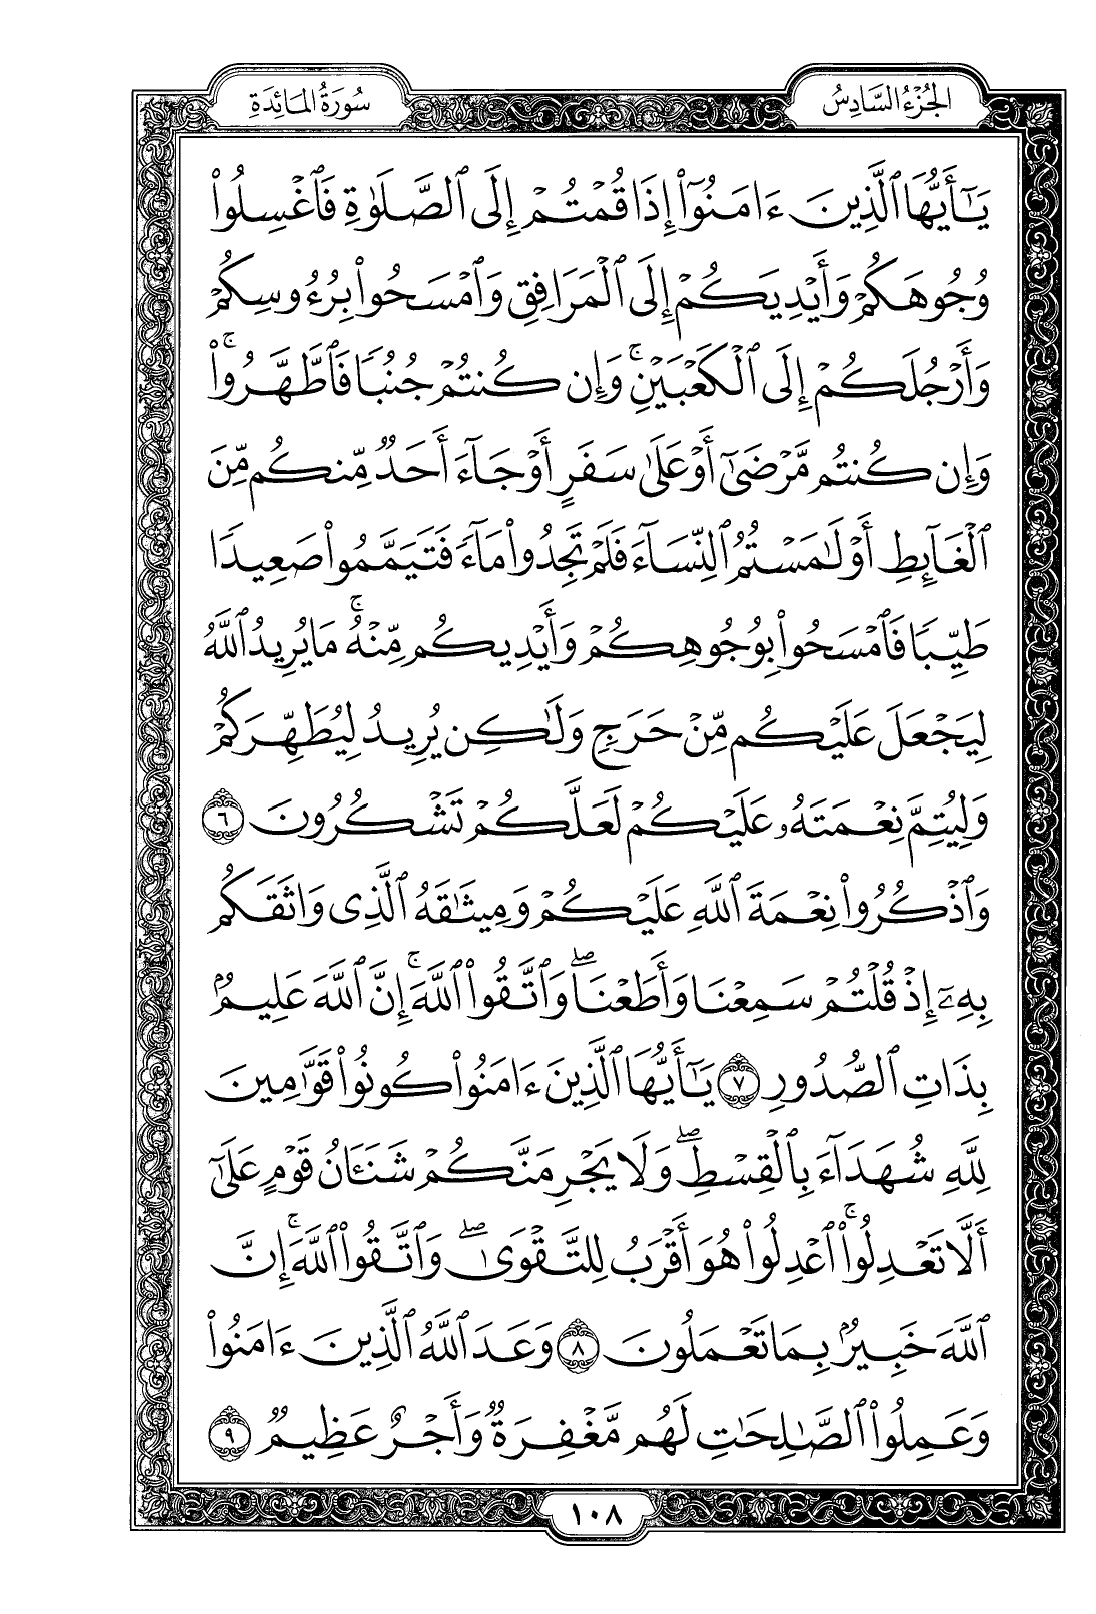 الجُزْءُ السَّادِسُ
سُورَةُ المَائِدَةِ
يَٰٓأَيُّهَا ٱلَّذِينَ ءَامَنُوٓاْ إِذَا قُمۡتُمۡ إِلَى ٱلصَّلَوٰةِ فَٱغۡسِلُواْ
وُجُوهَكُمۡ وَأَيۡدِيَكُمۡ إِلَى ٱلۡمَرَافِقِ وَٱمۡسَحُواْ بِرُءُوسِكُمۡ
وَأَرۡجُلَكُمۡ إِلَى ٱلۡكَعۡبَيۡنِۚ وَإِن كُنتُمۡ جُنُبٗا فَٱطَّهَّرُواْۚ
وَإِن كُنتُم مَّرۡضَىٰٓ أَوۡ عَلَىٰ سَفَرٍ أَوۡ جَآءَ أَحَدٞ مِّنكُم مِّنَ
ٱلۡغَآئِطِ أَوۡ لَٰمَسۡتُمُ ٱلنِّسَآءَ فَلَمۡ تَجِدُواْ مَآءٗ فَتَيَمَّمُواْ صَعِيدٗا
طَيِّبٗا فَٱمۡسَحُواْ بِوُجُوهِكُمۡ وَأَيۡدِيكُم مِّنۡهُۚ مَا يُرِيدُ ٱللَّهُ
لِيَجۡعَلَ عَلَيۡكُم مِّنۡ حَرَجٖ وَلَٰكِن يُرِيدُ لِيُطَهِّرَكُمۡ
وَلِيُتِمَّ نِعۡمَتَهُۥ عَلَيۡكُمۡ لَعَلَّكُمۡ تَشۡكُرُونَ ٦
وَٱذۡكُرُواْ نِعۡمَةَ ٱللَّهِ عَلَيۡكُمۡ وَمِيثَٰقَهُ ٱلَّذِي وَاثَقَكُم
بِهِۦٓ إِذۡ قُلۡتُمۡ سَمِعۡنَا وَأَطَعۡنَاۖ وَٱتَّقُواْ ٱللَّهَۚ إِنَّ ٱللَّهَ عَلِيمُۢ
بِذَاتِ ٱلصُّدُورِ ٧ يَٰٓأَيُّهَا ٱلَّذِينَ ءَامَنُواْ كُونُواْ قَوَّٰمِينَ
لِلَّهِ شُهَدَآءَ بِٱلۡقِسۡطِۖ وَلَا يَجۡرِمَنَّكُمۡ شَنَـَٔانُ قَوۡمٍ عَلَىٰٓ
أَلَّا تَعۡدِلُواْۚ ٱعۡدِلُواْ هُوَ أَقۡرَبُ لِلتَّقۡوَىٰۖ وَٱتَّقُواْ ٱللَّهَۚ إِنَّ
ٱللَّهَ خَبِيرُۢ بِمَا تَعۡمَلُونَ ٨ وَعَدَ ٱللَّهُ ٱلَّذِينَ ءَامَنُواْ
وَعَمِلُواْ ٱلصَّٰلِحَٰتِ لَهُم مَّغۡفِرَةٞ وَأَجۡرٌ عَظِيمٞ ٩
١٠٨